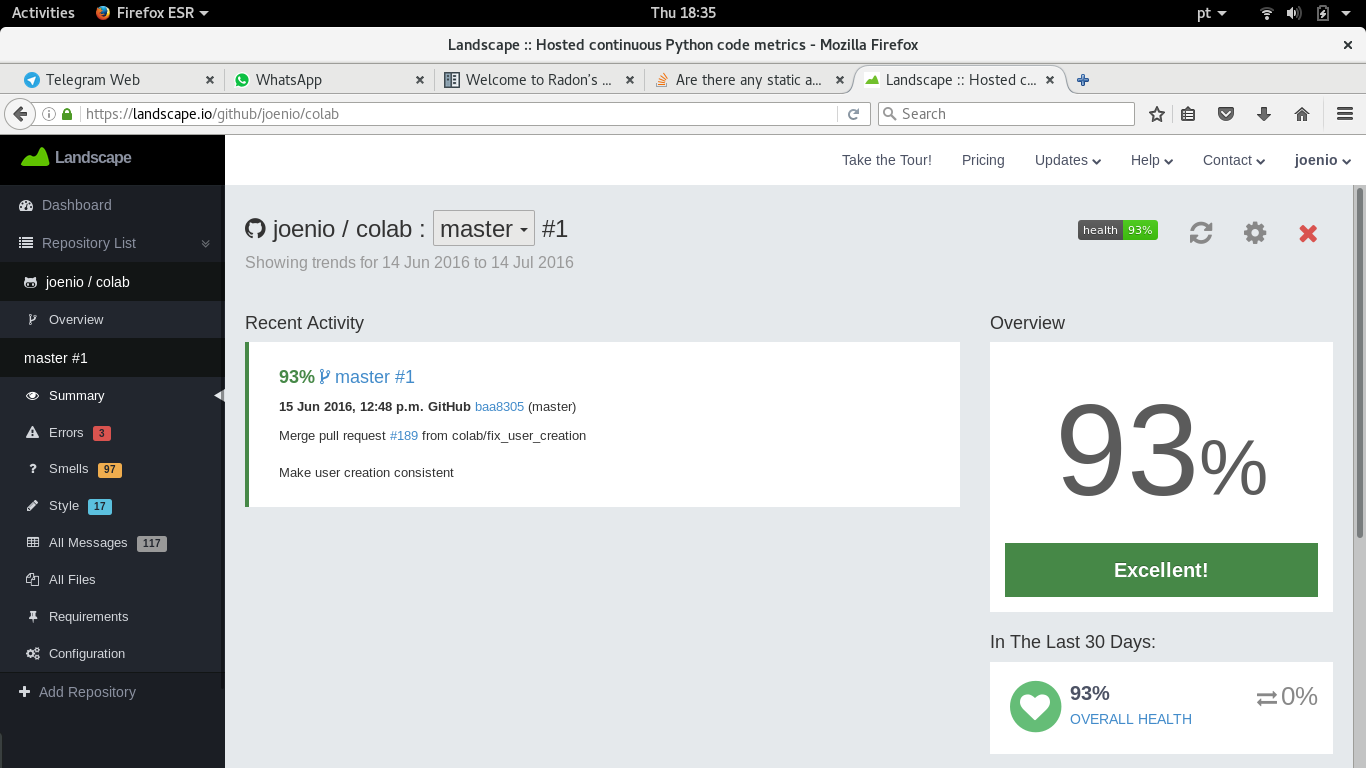 Activities Firefox ESR Thu 18:35 pt
Landscape :: Hosted continuous Python code metrics - Mozilla Firefox
Telegram Web WhatsApp Welcome to Radon's ... Are there any static a... Landscape :: Hosted c...
https://landscape.io/github/joenio/colab Search
Landscape
Take the Tour! Pricing Updates Help Contact joenio
Dashboard
Repository List
joenio / colab
Overview
master #1
Summary
Errors 3
Smells 97
Style 17
All Messages 117
All Files
Requirements
Configuration
Add Repository
joenio / colab : master #1
health 93%
Showing trends for 14 Jun 2016 to 14 Jul 2016
Recent Activity
93% master #1
15 Jun 2016, 12:48 p.m. GitHub baa8305 (master)
Merge pull request #189 from colab/fix_user_creation
Make user creation consistent
Overview
93%
Excellent!
In The Last 30 Days:
93% 0%
OVERALL HEALTH